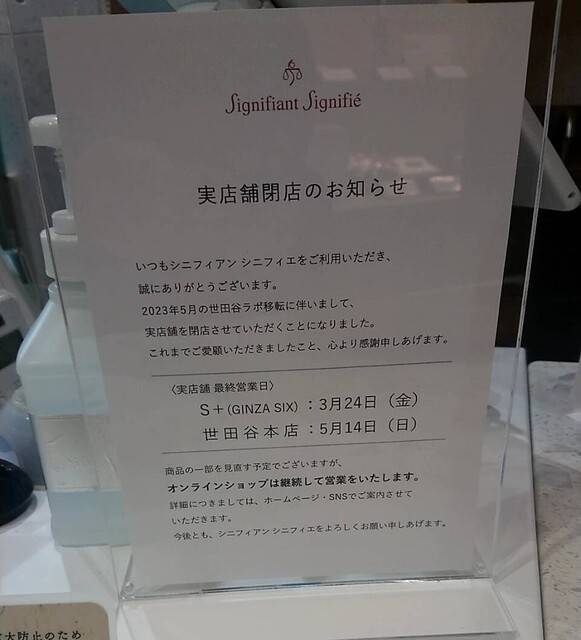 Signifiant Signifié
実店舗閉店のお知らせ
いつもシニフィアン シニフィエをご利用いただき、
誠にありがとうございます。
2023年5月の世田谷ラボ移転に伴いまして、
実店舗を閉店させていただくことになりました。
これまでご愛顧いただきましたこと、心より感謝申しあげます。
〈実店舗 最終営業日〉
S+(GINZA SIX)：3月24日（金）
世田谷本店：5月14日（日）
商品の一部を見直す予定でございますが、
オンラインショップは継続して営業をいたします。
詳細につきましては、ホームページ・SNSでご案内させて
いただきます。
今後とも、シニフィアン シニフィエをよろしくお願い申しあげます。
大防止のため